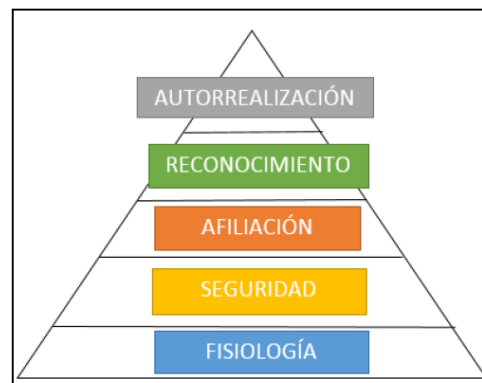 AUTORREALIZACIÓN
RECONOCIMIENTO
AFILIACIÓN
SEGURIDAD
FISIOLOGÍA